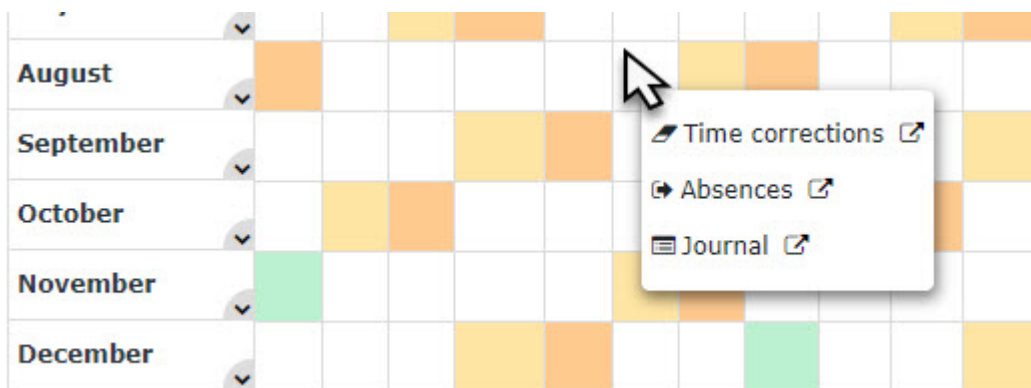 August
September
October
November
December
Time corrections
Absences
Journal